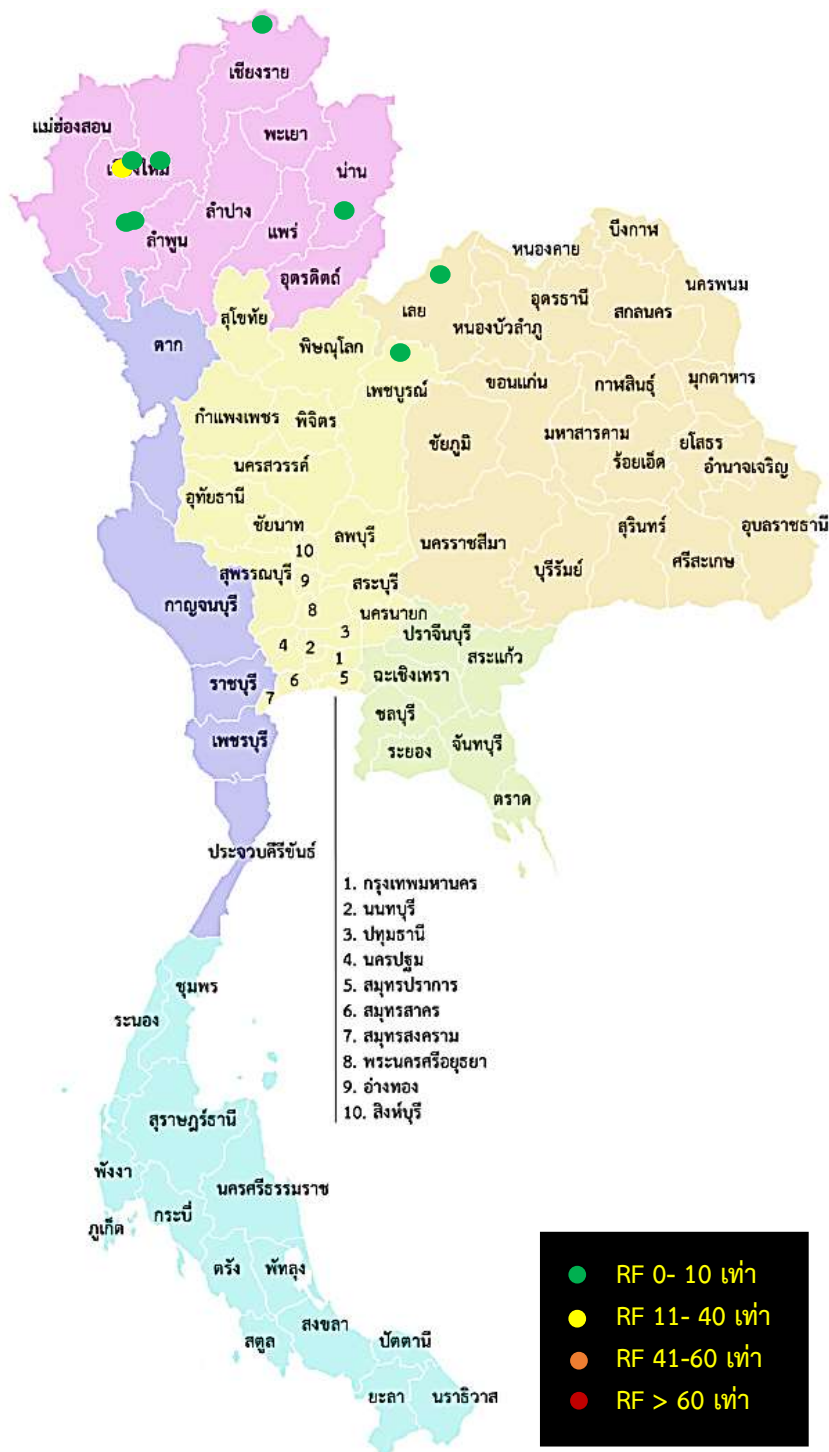 เชียงราย
แม่ฮ่องสอน
พะเยา
เชียงใหม่
น่าน
ลำปาง
แพร่
ลำพูน
อุตรดิตถ์
บึงกาฬ
หนองคาย
นครพนม
อุดรธานี
เลย
สกลนคร
หนองบัวลำภู
สุโขทัย
ตาก
พิษณุโลก
เพชบูรณ์
ขอนแก่น
กาฬสินธุ์
มุกดาหาร
กำแพงเพชร
พิจิตร
ชัยภูมิ
มหาสารคาม
ยโสธร
ร้อยเอ็ด
อำนาจเจริญ
นครสวรรค์
อุทัยธานี
ชัยนาท
ลพบุรี
นครราชสีมา
สุรินทร์
อุบลราชธานี
10
สุพรรณบุรี
9
สระบุรี
บุรีรัมย์
ศรีสะเกษ
กาญจนบุรี
8
นครนายก
ปราจีนบุรี
3
4
2
1
สระแก้ว
ฉะเชิงเทรา
ราชบุรี
6
5
7
ชลบุรี
เพชรบุรี
ระยอง
จันทบุรี
ตราด
ประจวบคีรีขันธ์
1. กรุงเทพมหานคร
2. นนทบุรี
3. ปทุมธานี
4. นครปฐม
5. สมุทรปราการ
6. สมุทรสาคร
7. สมุทรสงคราม
8. พระนครศรีอยุธยา
9. อ่างทอง
10. สิงห์บุรี
ชุมพร
ระนอง
สุราษฎร์ธานี
พังงา
นครศรีธรรมราช
กระบี่
ภูเก็ต
ตรัง
พัทลุง
สงขลา
สตูล
ปัตตานี
ยะลา
นราธิวาส
RF 0- 10 เท่า
RF 11- 40 เท่า
RF 41-60 เท่า
RF > 60 เท่า